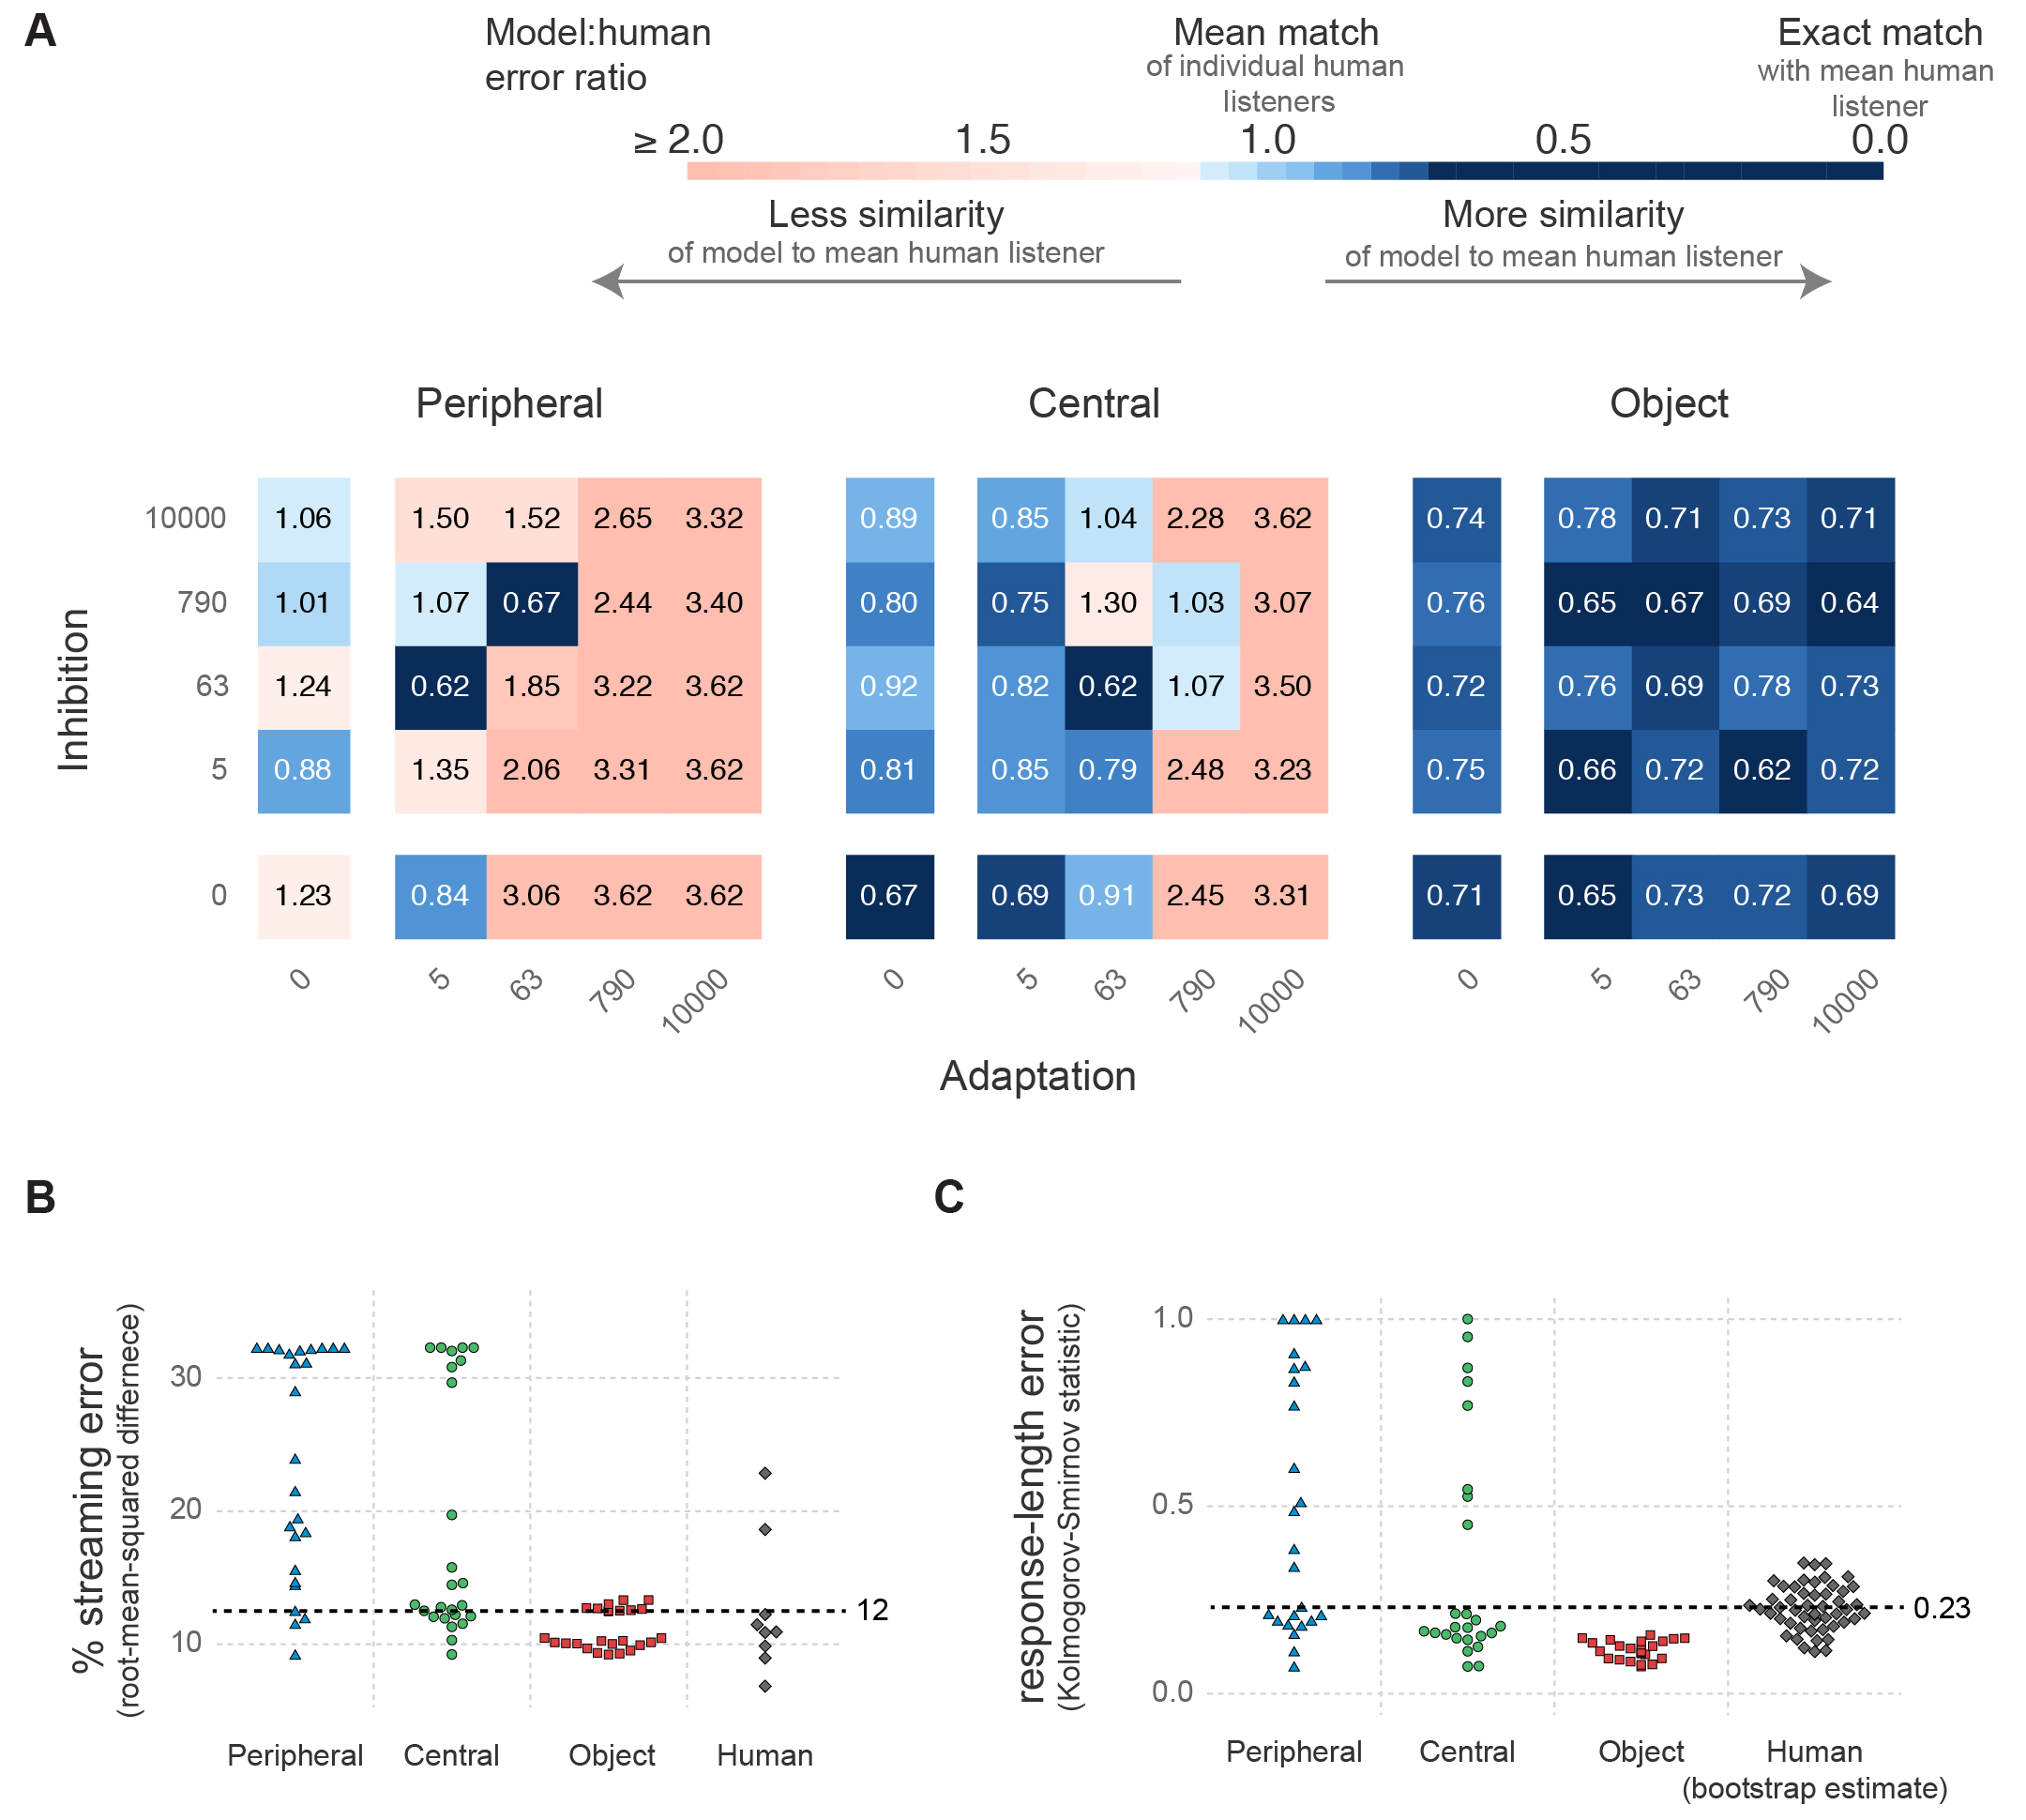 A
Model:human
error ratio
Mean match
of individual human
listeners
Exact match
with mean human
listener
≥ 2.0 1.5 1.0 0.5 0.0
Less similarity
of model to mean human listener
More similarity
of model to mean human listener
Peripheral Central Object
Inhibition
10000 1.06 1.50 1.52 2.65 3.32 0.89 0.85 1.04 2.28 3.62 0.74 0.78 0.71 0.73 0.71
790 1.01 1.07 0.67 2.44 3.40 0.80 0.75 1.30 1.03 3.07 0.76 0.65 0.67 0.69 0.64
63 1.24 0.62 1.85 3.22 3.62 0.92 0.82 0.62 1.07 3.50 0.72 0.76 0.69 0.78 0.73
5 0.88 1.35 2.06 3.31 3.62 0.81 0.85 0.79 2.48 3.23 0.75 0.66 0.72 0.62 0.72
0 1.23 0.84 3.06 3.62 3.62 0.67 0.69 0.91 2.45 3.31 0.71 0.65 0.73 0.72 0.69
0 5 63 790 10000 0 5 63 790 10000 0 5 63 790 10000
Adaptation
B
% streaming error
(root-mean-squared differnece)
30
20
12
10
Peripheral Central Object Human
C
response-length error
(Kolmogorov-Smirnov statistic)
1.0
0.5
0.23
0.0
Peripheral Central Object Human
(bootstrap estimate)